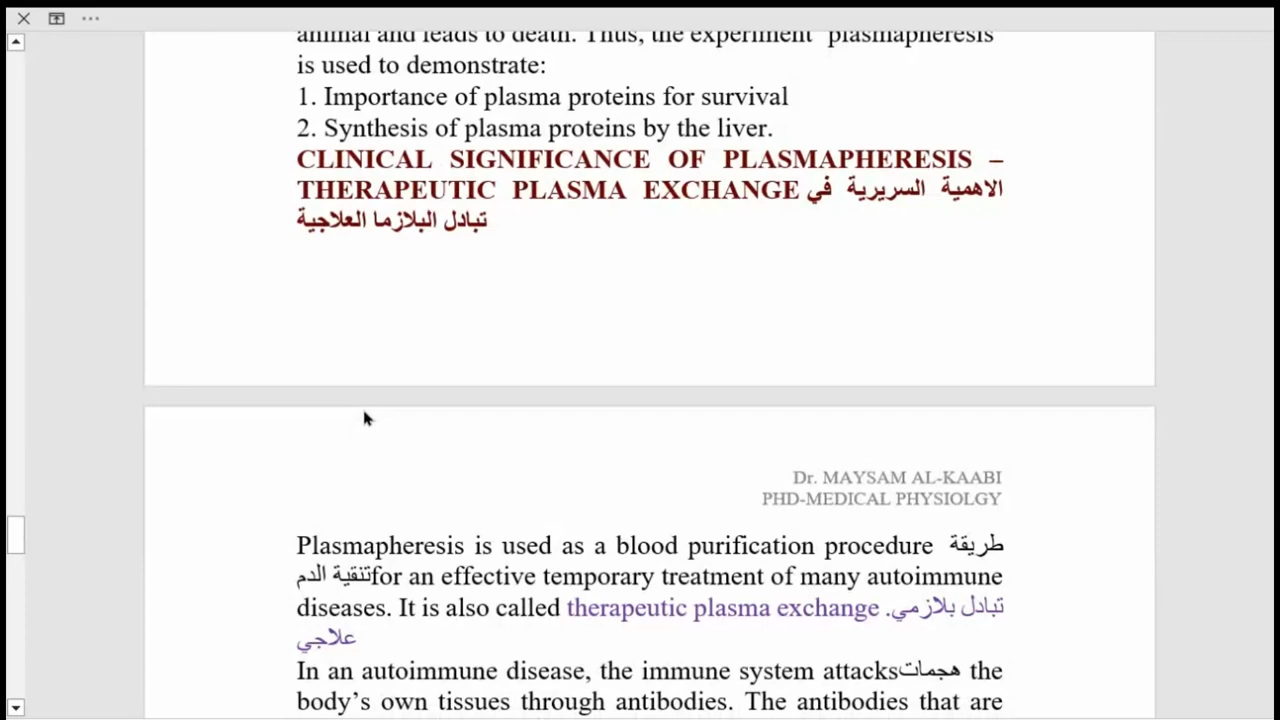 animal and leads to death. Thus, the experiment plasmapheresis
is used to demonstrate:
1. Importance of plasma proteins for survival
2. Synthesis of plasma proteins by the liver.
CLINICAL SIGNIFICANCE OF PLASMAPHERESIS –
THERAPEUTIC PLASMA EXCHANGE الاهمية السريرية في
تبادل البلازما العلاجية
Dr. MAYSAM AL-KAABI
PHD-MEDICAL PHYSIOLGY
Plasmapheresis is used as a blood purification procedure طريقة
تنقية الدم for an effective temporary treatment of many autoimmune
diseases. It is also called therapeutic plasma exchange .تبادل بلازمي
علاجي
In an autoimmune disease, the immune system attacks هجمات the
body’s own tissues through antibodies. The antibodies that are